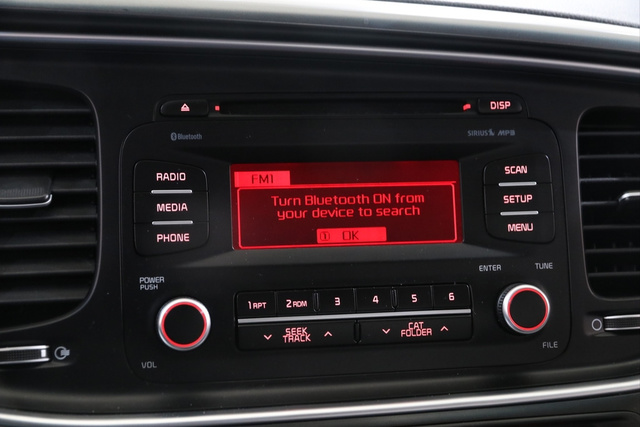 DISP
Bluetooth
SIRIUS MP3
RADIO
MEDIA
PHONE
FM1
Turn Bluetooth ON from
your device to search
① OK
SCAN
SETUP
MENU
POWER
PUSH
VOL
1 RPT
2 RDM
3
4
5
6
SEEK
TRACK
CAT
FOLDER
ENTER
TUNE
FILE